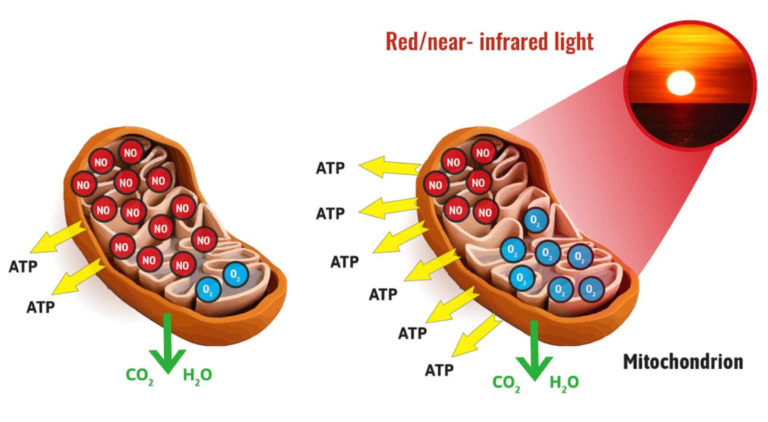 Red/near- infrared light
NO NO
NO NO NO
NO NO NO
NO
NO NO
NO NO
O₂
O₂
ATP
ATP
CO₂ H₂O
NO NO
NO NO
NO NO
O₂
O₂ O₂ O₂ O₂
O₂ O₂ O₂
ATP
ATP
ATP
ATP
ATP
ATP
CO₂ H₂O
Mitochondrion